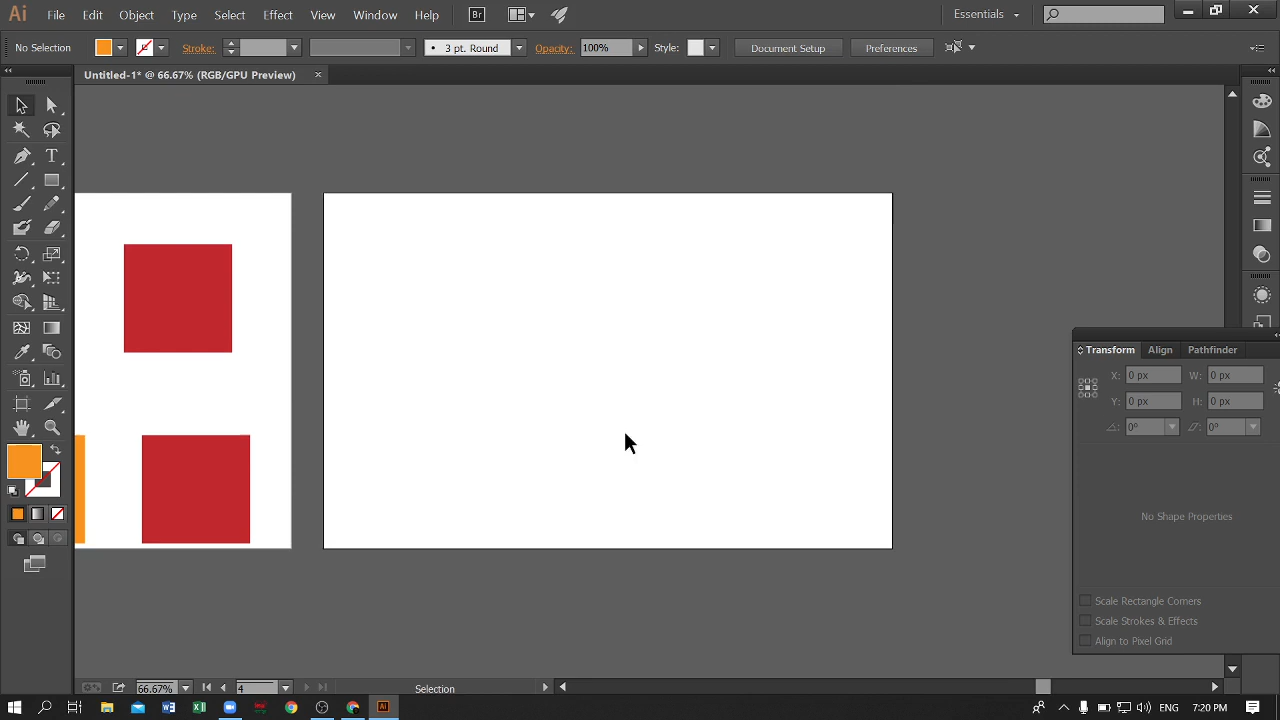 Ai File Edit Object Type Select Effect View Window Help Br Essentials
No Selection Stroke: 3 pt. Round Opacity: 100% Style: Document Setup Preferences
Untitled-1* @ 66.67% (RGB/GPU Preview)
Transform Align Pathfinder
X: 0 px W: 0 px
Y: 0 px H: 0 px
0° 0°
No Shape Properties
Scale Rectangle Corners
Scale Strokes & Effects
Align to Pixel Grid
66.67% 4 Selection
Ai ENG 7:20 PM